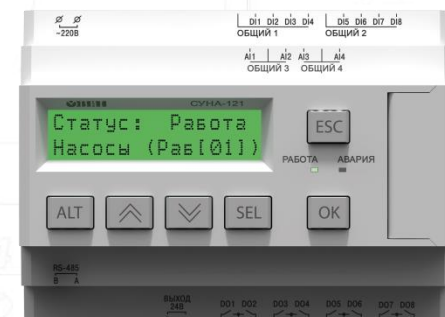 ~220В
DI1 DI2 DI3 DI4 DI5 DI6 DI7 DI8
ОБЩИЙ 1 ОБЩИЙ 2
AI1 AI2 AI3 AI4
ОБЩИЙ 3 ОБЩИЙ 4
СУНА-121
Статус: Работа
Насосы (Раб[01])
ESC
РАБОТА АВАРИЯ
ALT SEL OK
RS-485
B A
ВЫХОД
24В
DO1 DO2 DO3 DO4 DO5 DO6 DO7 DO8